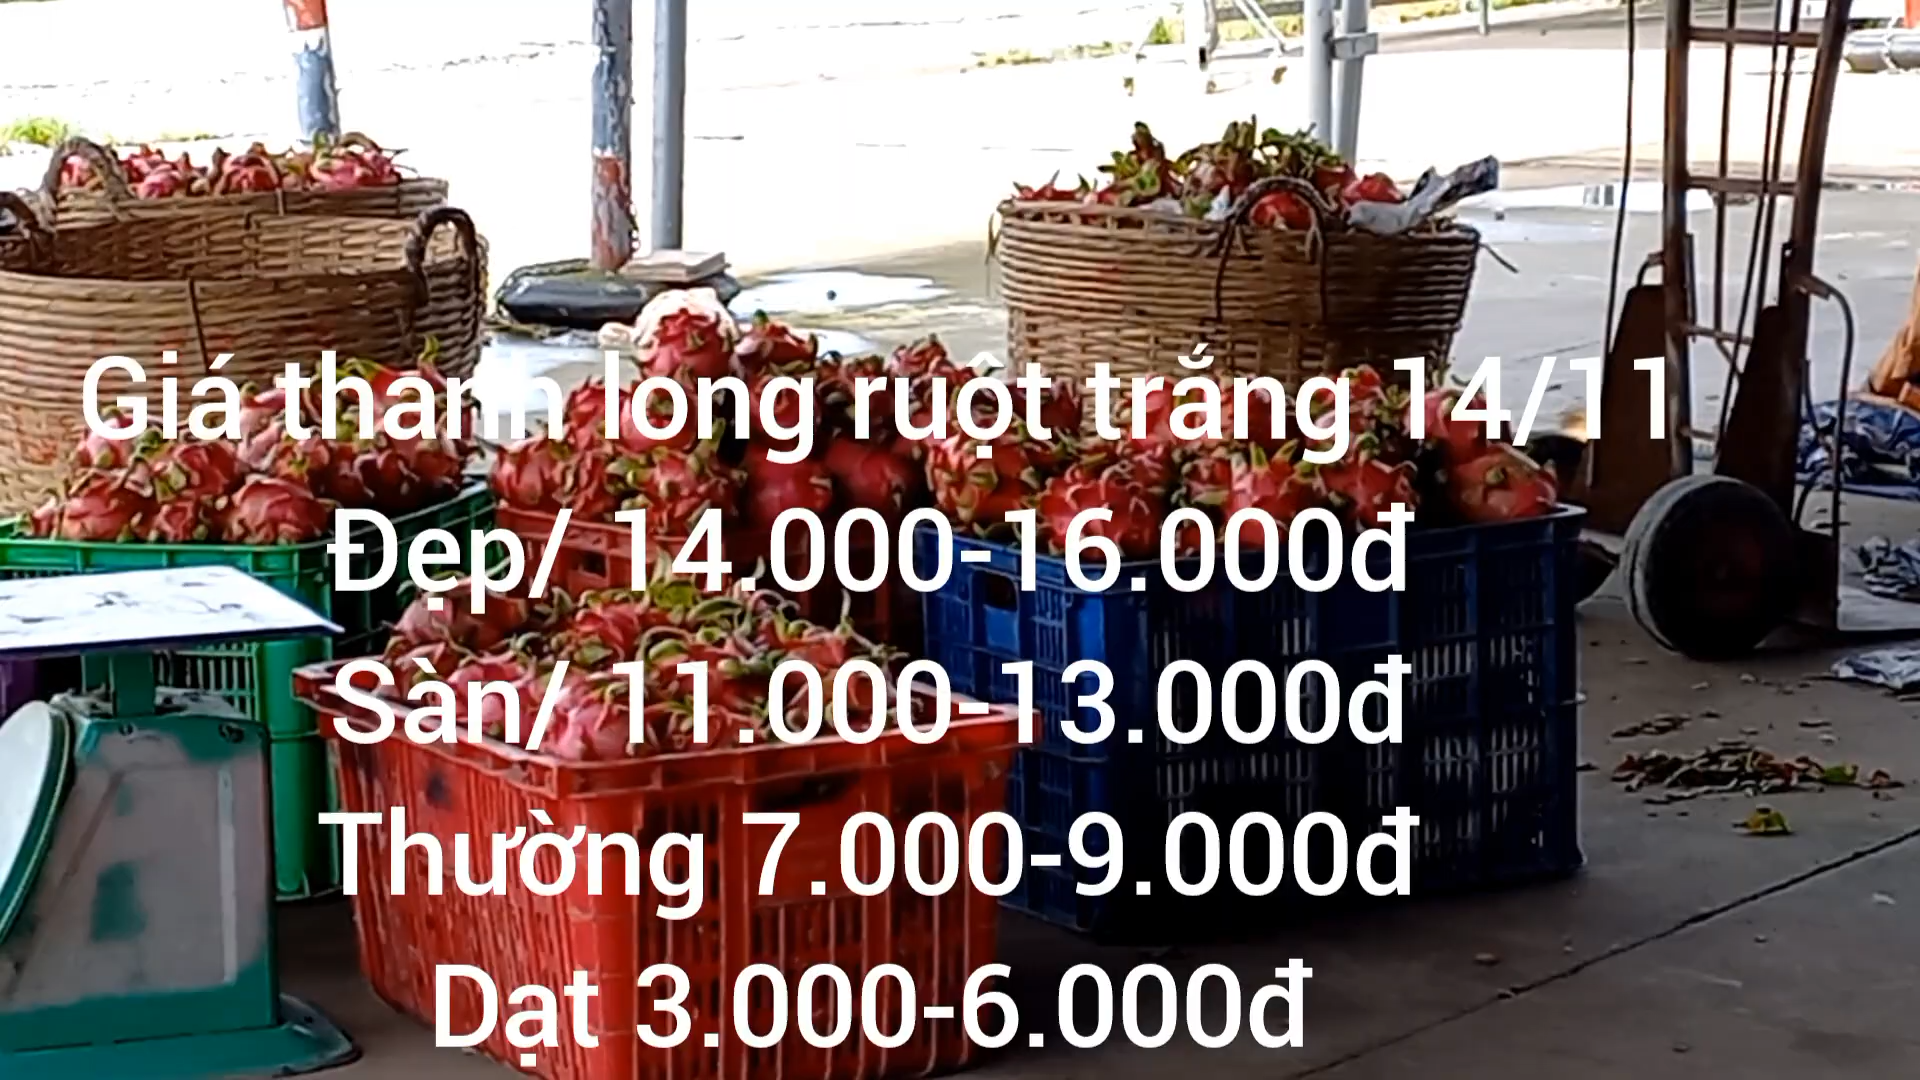 Giá thanh long ruột trắng 14/11
Đẹp/ 14.000-16.000đ
Sàn/ 11.000-13.000đ
Thường 7.000-9.000đ
Dạt 3.000-6.000đ